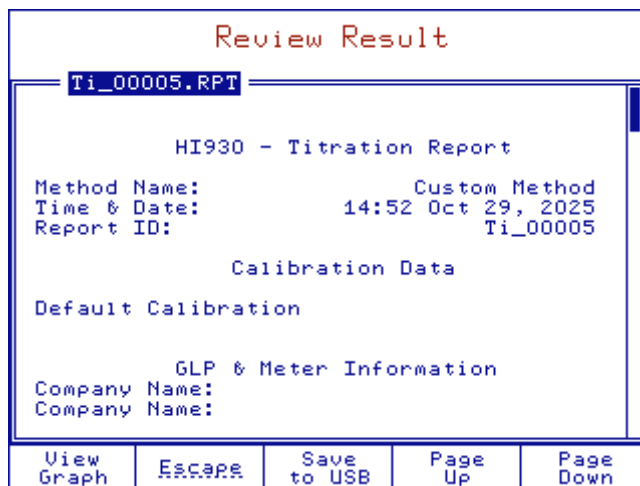 Review Result
Ti_00005.RPT
HI930 - Titration Report
Method Name: Custom Method
Time & Date: 14:52 Oct 29, 2025
Report ID: Ti_00005
Calibration Data
Default Calibration
GLP & Meter Information
Company Name:
Company Name:
View Graph
Escape
Save to USB
Page Up
Page Down